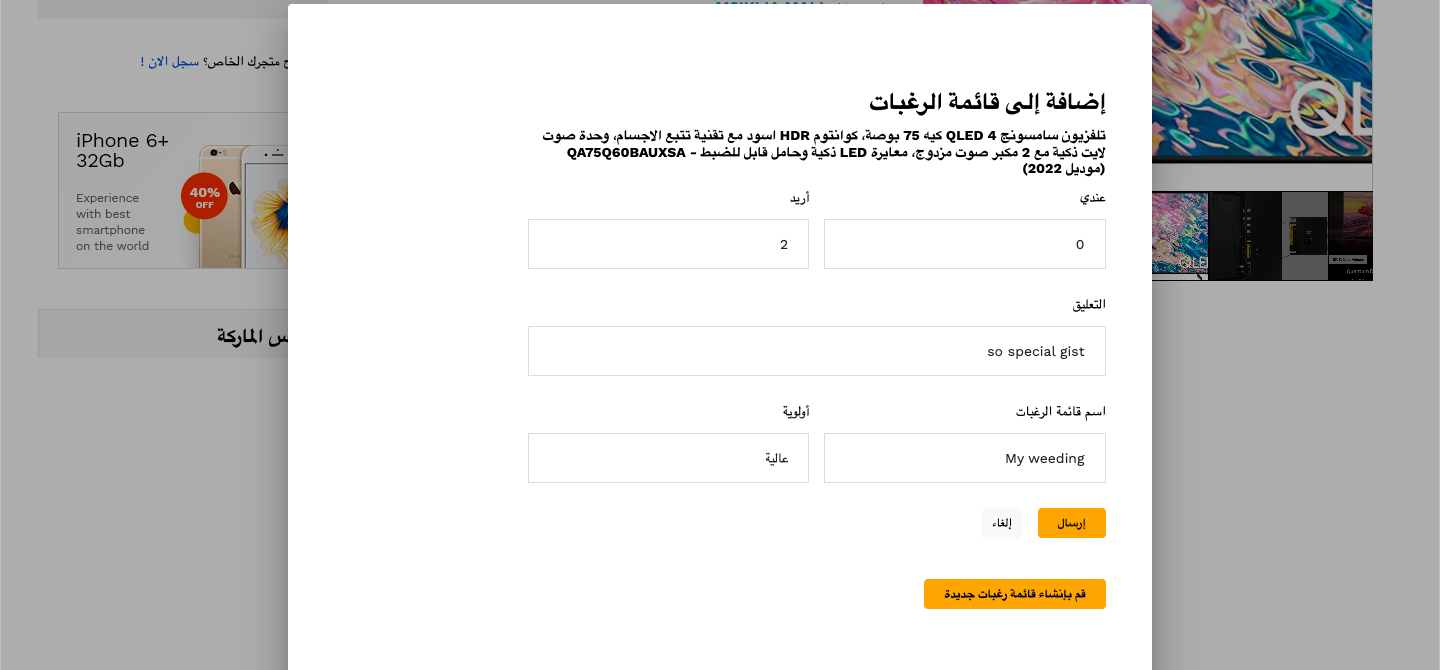 سجل الان !
iPhone 6+
32Gb
40%
OFF
Experience
with best
smartphone
on the world
الماركة
إضافة إلى قائمة الرغبات
تلفزيون سامسونج QLED 4 كيه 75 بوصة، كوانتوم HDR اسود مع تقنية تتبع الاجسام، وحدة صوت
لايت ذكية مع 2 مكبر صوت مزدوج، معايرة LED ذكية وحامل قابل للضبط - QA75Q60BAUXSA
(موديل 2022)
عندي
أريد
0
2
التعليق
so special gist
اسم قائمة الرغبات
أولوية
My weeding
عالية
إرسال
إلغاء
قم بإنشاء قائمة رغبات جديدة